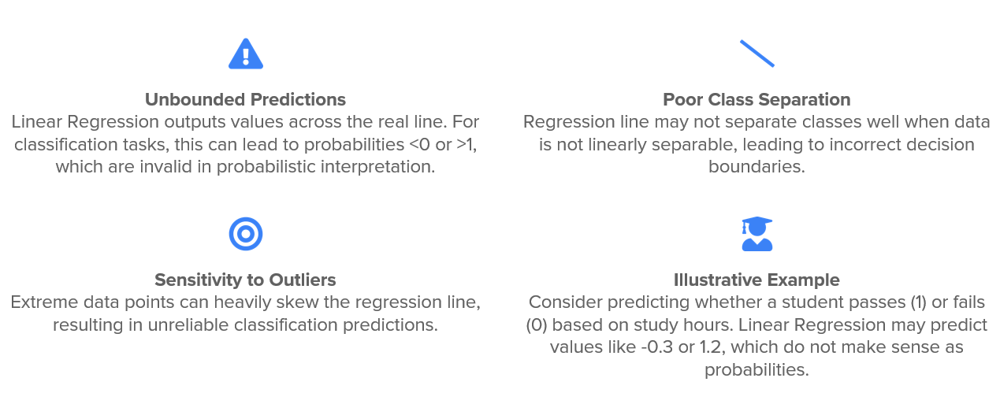 Unbounded Predictions
Linear Regression outputs values across the real line. For
classification tasks, this can lead to probabilities <0 or >1,
which are invalid in probabilistic interpretation.
Poor Class Separation
Regression line may not separate classes well when data
is not linearly separable, leading to incorrect decision
boundaries.
Sensitivity to Outliers
Extreme data points can heavily skew the regression line,
resulting in unreliable classification predictions.
Illustrative Example
Consider predicting whether a student passes (1) or fails
(0) based on study hours. Linear Regression may predict
values like -0.3 or 1.2, which do not make sense as
probabilities.